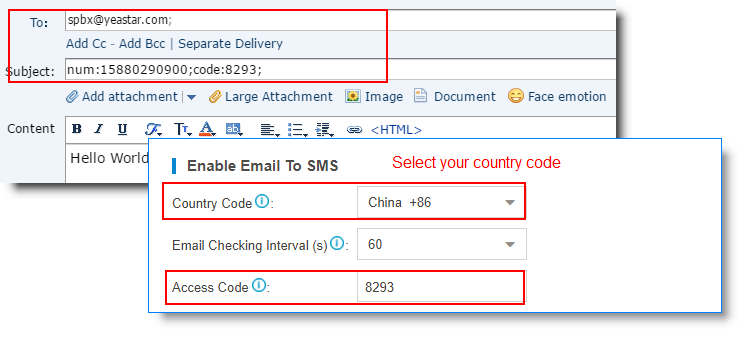 To: spbx@yeastar.com;
Add Cc - Add Bcc | Separate Delivery
Subject: num:15880290900;code:8293;
Add attachment | Large Attachment Image Document Face emotion
Content B I U F TT A ab <HTML>
Hello World
Enable Email To SMS Select your country code
Country Code i : China +86
Email Checking Interval (s) i : 60
Access Code i : 8293